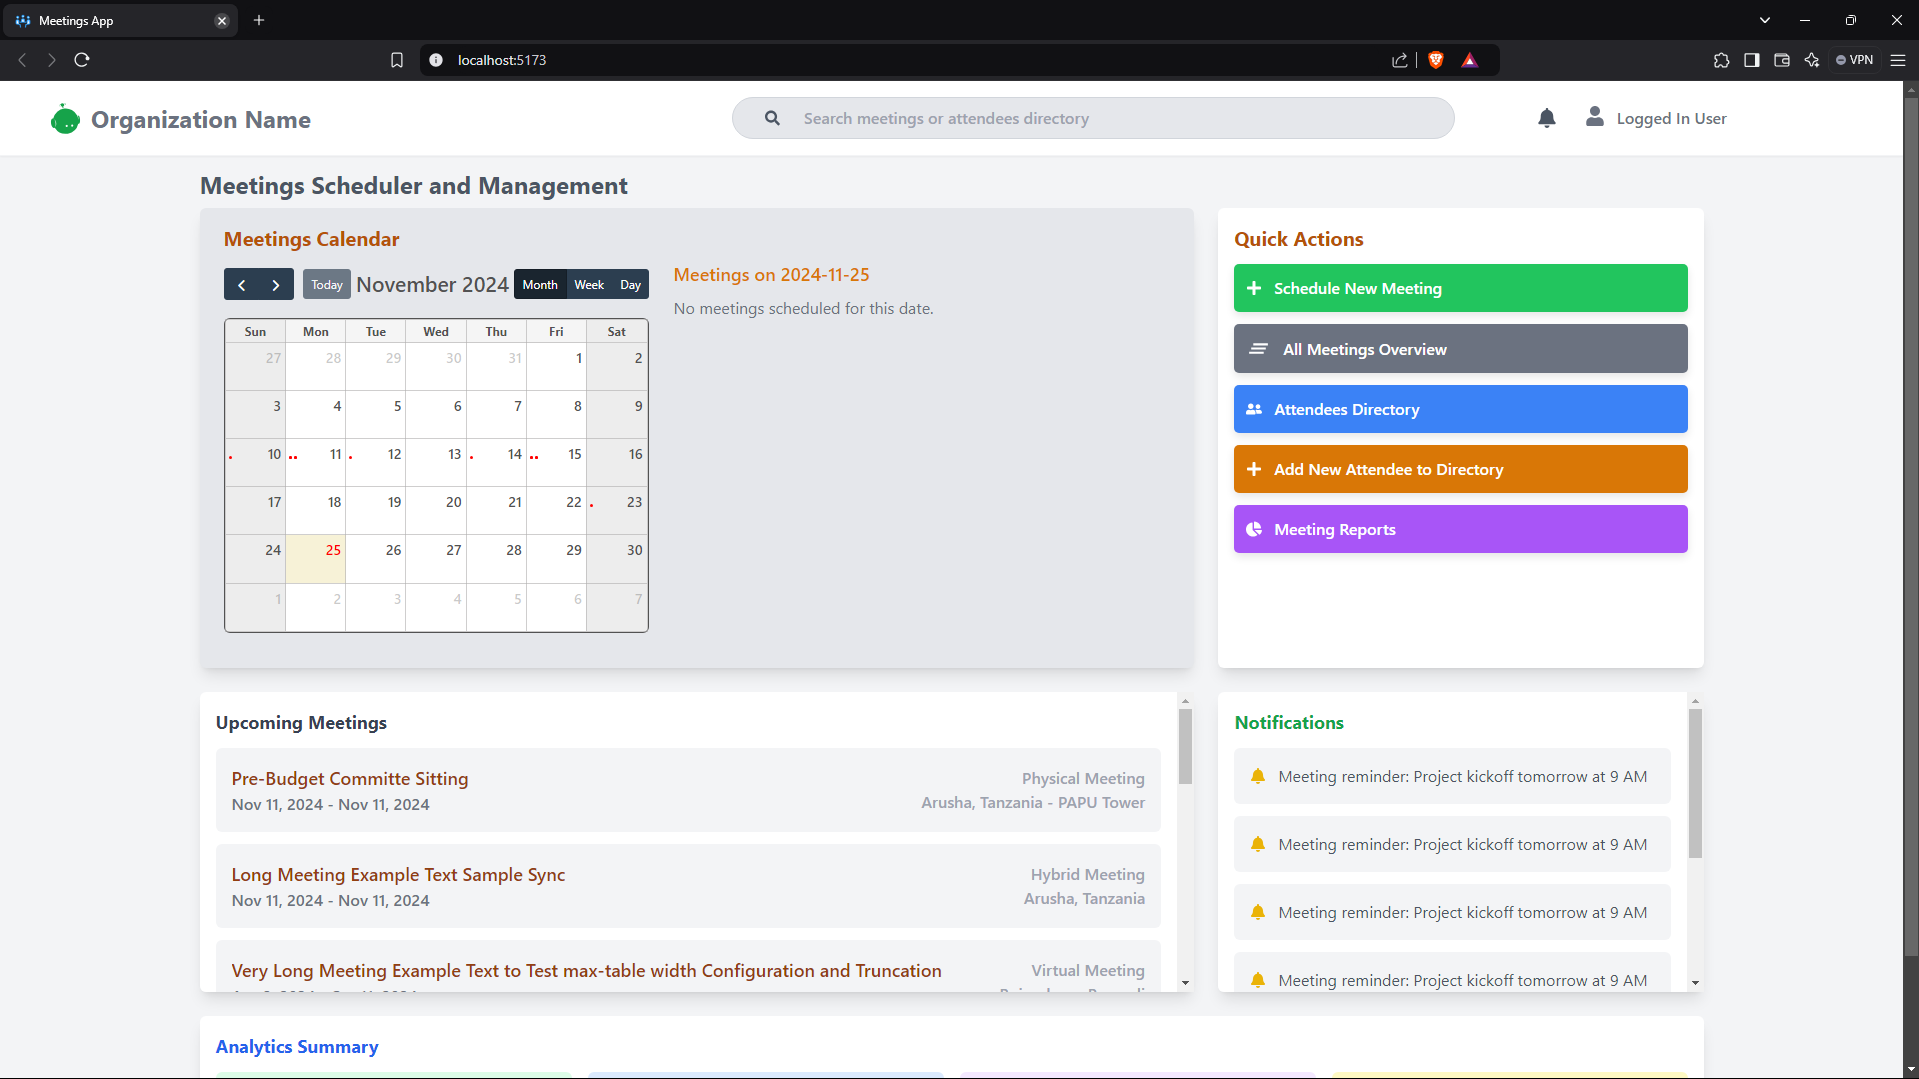 Meetings App
localhost:5173
VPN
Organization Name
Search meetings or attendees directory
Logged In User
Meetings Scheduler and Management
Meetings Calendar
Today
November 2024
Month Week Day
Sun Mon Tue Wed Thu Fri Sat
27 28 29 30 31 1 2
3 4 5 6 7 8 9
10 11 12 13 14 15 16
17 18 19 20 21 22 23
24 25 26 27 28 29 30
1 2 3 4 5 6 7
Meetings on 2024-11-25
No meetings scheduled for this date.
Quick Actions
Schedule New Meeting
All Meetings Overview
Attendees Directory
Add New Attendee to Directory
Meeting Reports
Upcoming Meetings
Pre-Budget Committe Sitting
Nov 11, 2024 - Nov 11, 2024
Physical Meeting
Arusha, Tanzania - PAPU Tower
Long Meeting Example Text Sample Sync
Nov 11, 2024 - Nov 11, 2024
Hybrid Meeting
Arusha, Tanzania
Very Long Meeting Example Text to Test max-table width Configuration and Truncation
Virtual Meeting
Notifications
Meeting reminder: Project kickoff tomorrow at 9 AM
Meeting reminder: Project kickoff tomorrow at 9 AM
Meeting reminder: Project kickoff tomorrow at 9 AM
Meeting reminder: Project kickoff tomorrow at 9 AM
Analytics Summary